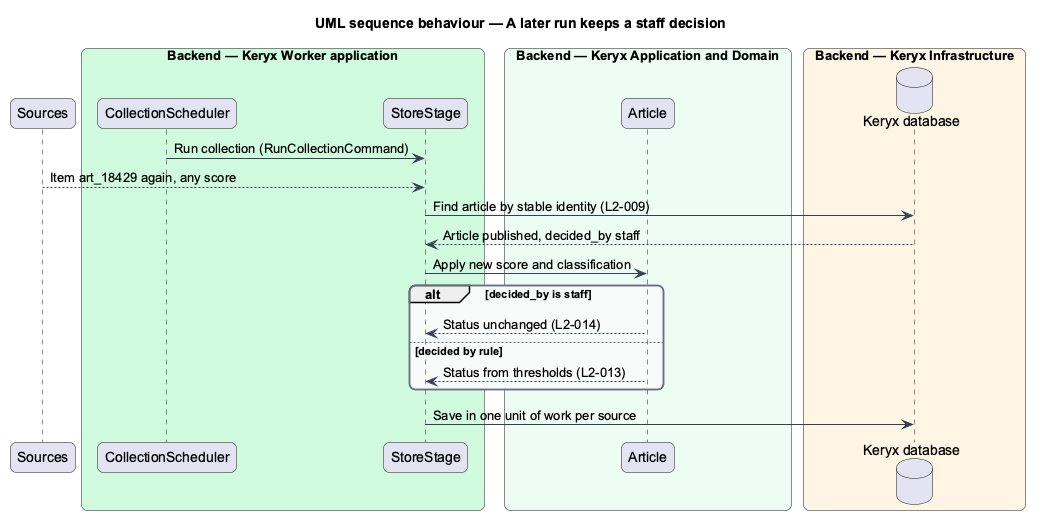 UML sequence behaviour — A later run keeps a staff decision
Backend — Keryx Worker application
Backend — Keryx Application and Domain
Backend — Keryx Infrastructure
Sources
CollectionScheduler
StoreStage
Article
Keryx database
Run collection (RunCollectionCommand)
Item art_18429 again, any score
Find article by stable identity (L2-009)
Article published, decided_by staff
Apply new score and classification
alt
[decided_by is staff]
Status unchanged (L2-014)
[decided by rule]
Status from thresholds (L2-013)
Save in one unit of work per source
Sources
CollectionScheduler
StoreStage
Article
Keryx database